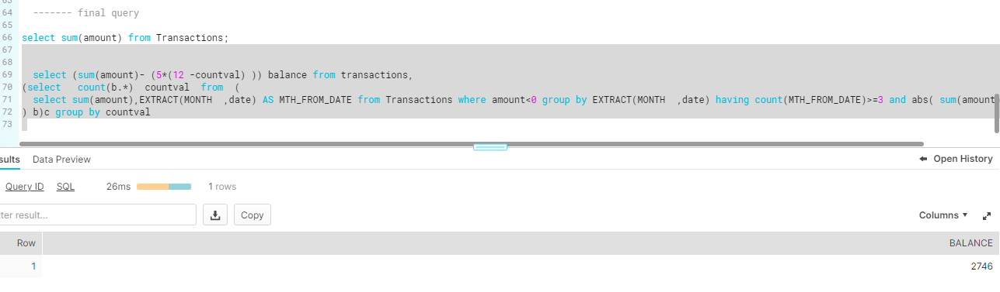 63
64 ------- final query
65
66 select sum(amount) from Transactions;
67
68
69 select (sum(amount)- (5*(12 -countval) )) balance from transactions,
70 (select count(b.*) countval from (
71 select sum(amount),EXTRACT(MONTH ,date) AS MTH_FROM_DATE from Transactions where amount<0 group by EXTRACT(MONTH ,date) having count(MTH_FROM_DATE)>=3 and abs( sum(amount
72 ) b)c group by countval
73
sults Data Preview Open History
Query ID SQL 26ms 1 rows
ter result... Copy Columns
Row BALANCE
1 2746